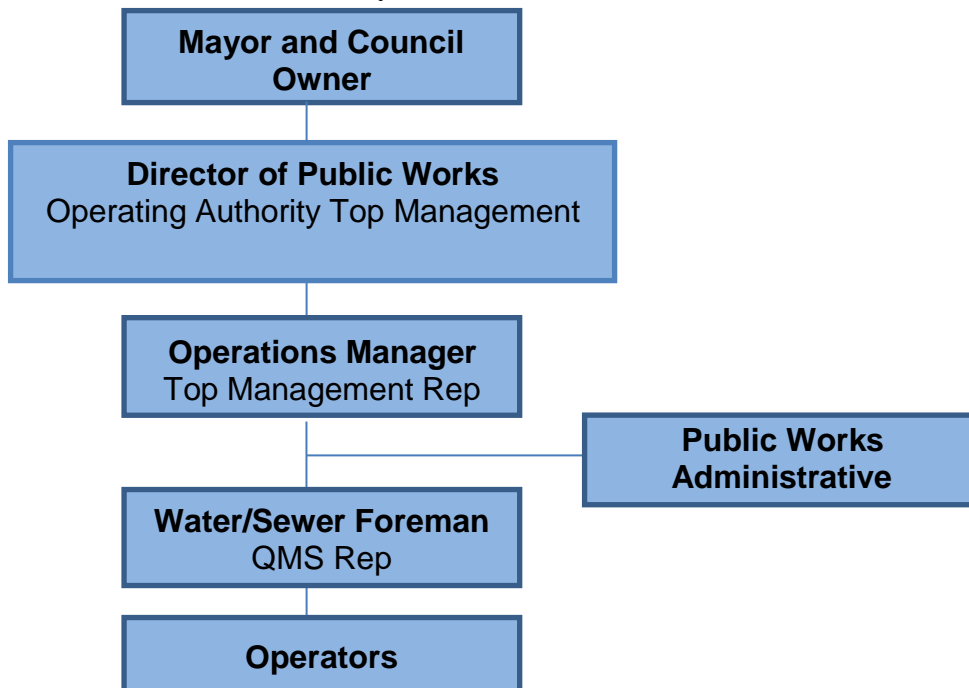 Mayor and Council
Owner
Director of Public Works
Operating Authority Top Management
Operations Manager
Top Management Rep
Public Works
Administrative
Water/Sewer Foreman
QMS Rep
Operators